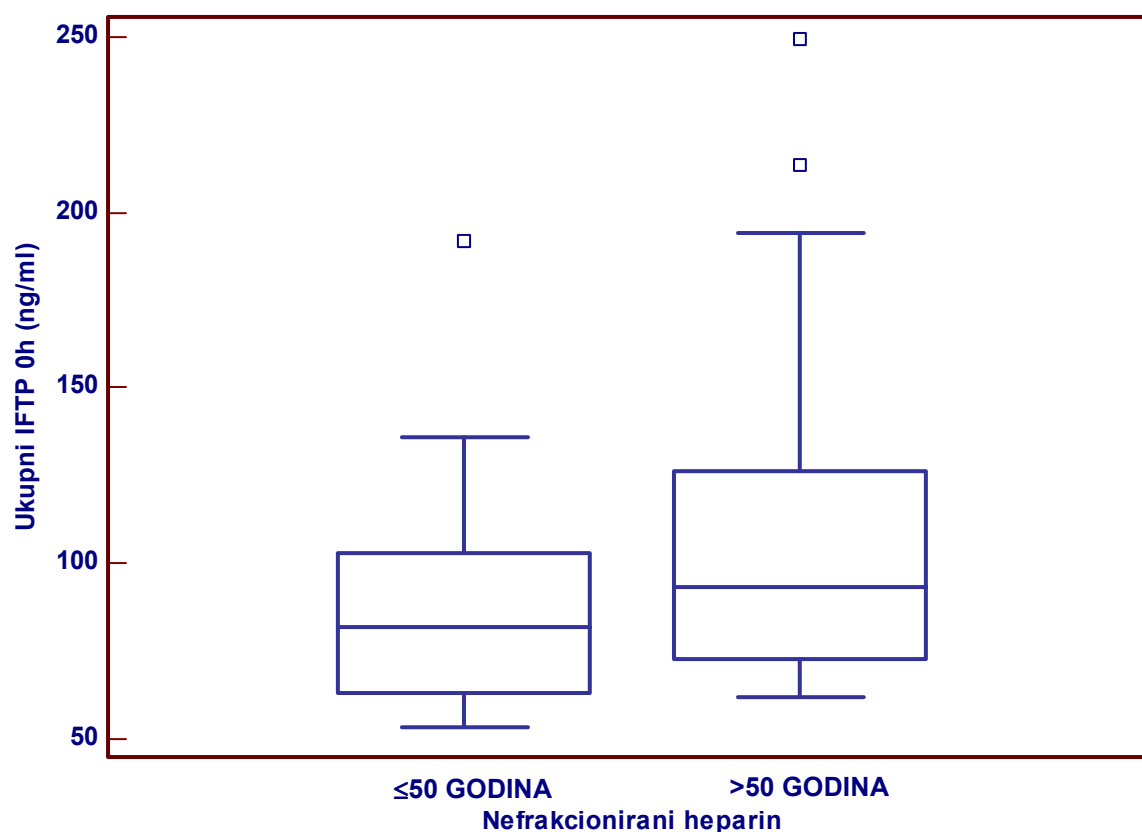 250
200
150
100
50
Ukupni IFTP 0h (ng/ml)
≤50 GODINA >50 GODINA
Nefrakcionirani heparin